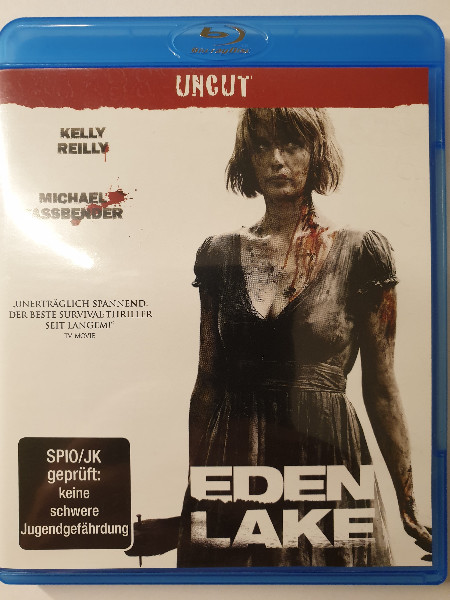 Blu-ray Disc
UNCUT
KELLY
REILLY
MICHAEL
FASSBENDER
„UNERTRÄGLICH SPANNEND.
DER BESTE SURVIVAL THRILLER
SEIT LANGEM!"
TV MOVIE
SPIO/JK
geprüft:
keine
schwere
Jugendgefährdung
EDEN
LAKE